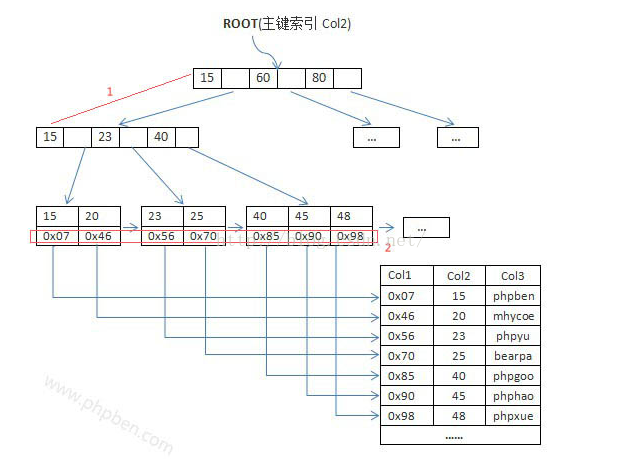 ROOT(主键索引 Col2)
15 60 80
1
15 23 40
... ...
15 20 23 25 40 45 48
0x07 0x46 0x56 0x70 0x85 0x90 0x98
...
2
Col1 Col2 Col3
0x07 15 phpben
0x46 20 mhycoe
0x56 23 phpyu
0x70 25 bearpa
0x85 40 phpgoo
0x90 45 phphao
0x98 48 phpxue
......
www.phpben.com